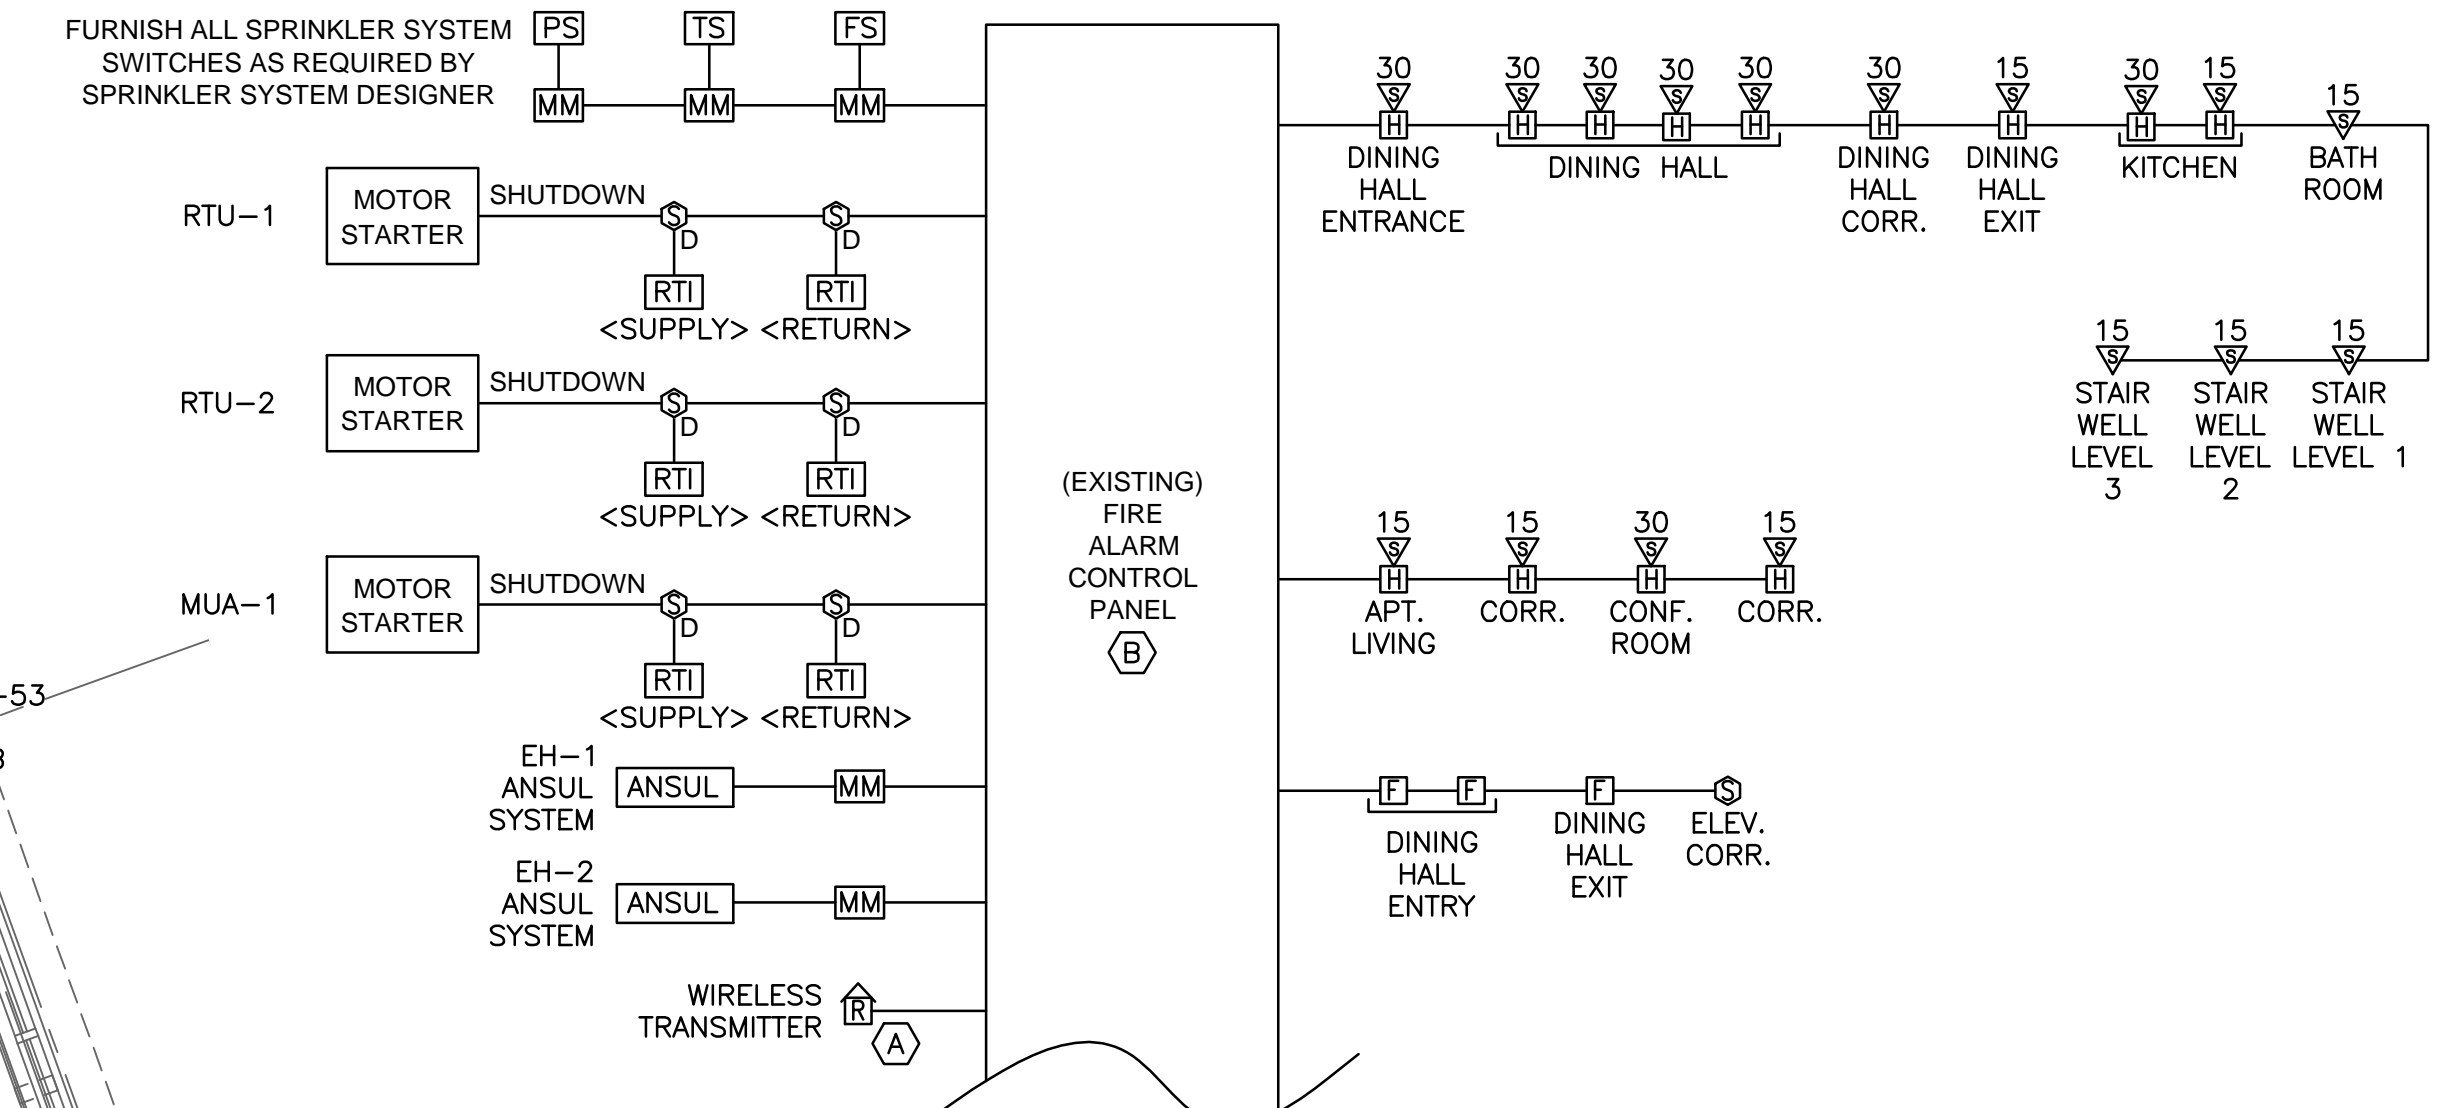 FURNISH ALL SPRINKLER SYSTEM
SWITCHES AS REQUIRED BY
SPRINKLER SYSTEM DESIGNER
PS TS FS
MM MM MM
RTU-1
MOTOR
STARTER
SHUTDOWN
S S
D D
RTI RTI
<SUPPLY> <RETURN>
RTU-2
MOTOR
STARTER
SHUTDOWN
S S
D D
RTI RTI
<SUPPLY> <RETURN>
MUA-1
MOTOR
STARTER
SHUTDOWN
S S
D D
RTI RTI
<SUPPLY> <RETURN>
-53
EH-1
ANSUL
SYSTEM
ANSUL MM
EH-2
ANSUL
SYSTEM
ANSUL MM
WIRELESS
TRANSMITTER
R
A
(EXISTING)
FIRE
ALARM
CONTROL
PANEL
B
30 30 30 30 30 30 15 30 15 15
S S S S S S S S S S
H H H H H H H H H
DINING
HALL
ENTRANCE
DINING HALL
DINING
HALL
CORR.
DINING
HALL
EXIT
KITCHEN
BATH
ROOM
15 15 15
S S S
STAIR
WELL
LEVEL
3
STAIR
WELL
LEVEL
2
STAIR
WELL
LEVEL 1
15 15 30 15
S S S S
H H H H
APT.
LIVING
CORR.
CONF.
ROOM
CORR.
F F F S
DINING
HALL
ENTRY
DINING
HALL
EXIT
ELEV.
CORR.